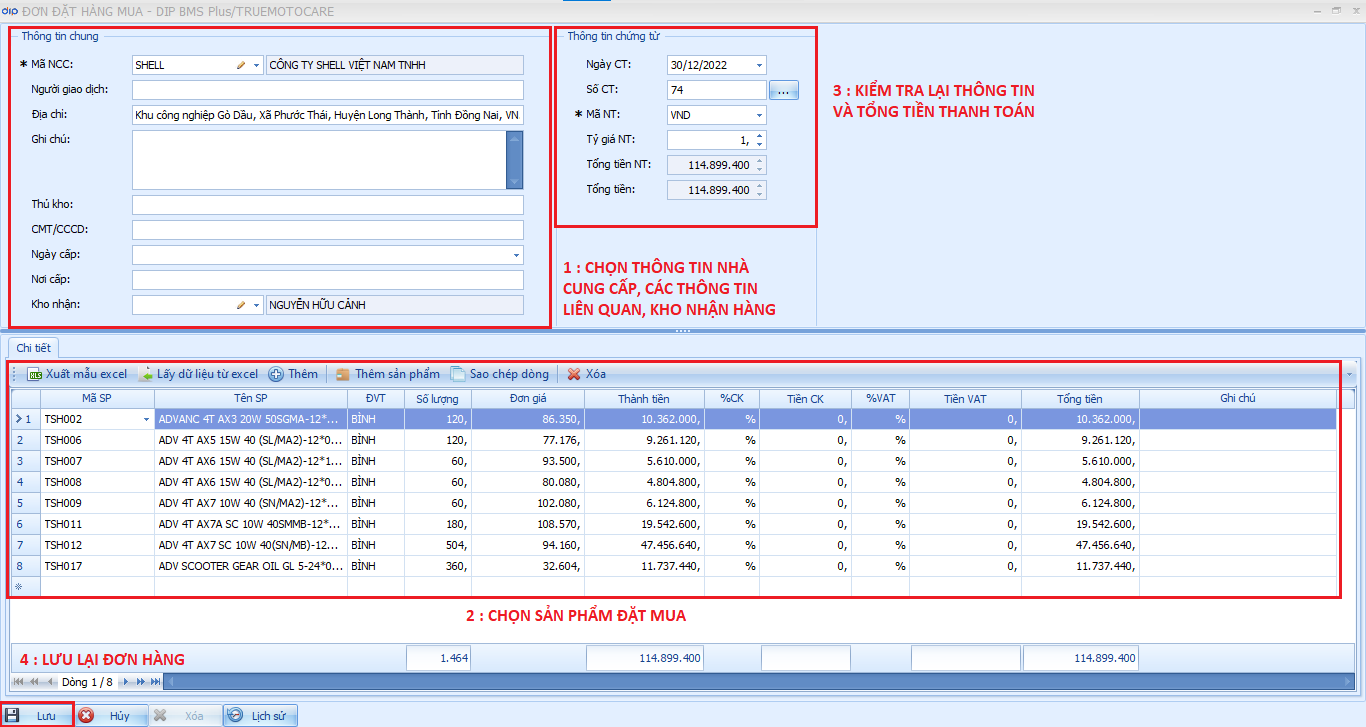 dip ĐƠN ĐẶT HÀNG MUA - DIP BMS Plus/TRUEMOTOCARE
Thông tin chung
* Mã NCC: SHELL CÔNG TY SHELL VIỆT NAM TNHH
Người giao dịch:
Địa chỉ: Khu công nghiệp Gò Dầu, Xã Phước Thái, Huyện Long Thành, Tỉnh Đồng Nai, VN
Ghi chú:
Thủ kho:
CMT/CCCD:
Ngày cấp:
Nơi cấp:
Kho nhận: NGUYỄN HỮU CẢNH
Thông tin chứng từ
Ngày CT: 30/12/2022
Số CT: 74 ...
* Mã NT: VND
Tỷ giá NT: 1,
Tổng tiền NT: 114.899.400
Tổng tiền: 114.899.400
3 : KIỂM TRA LẠI THÔNG TIN
VÀ TỔNG TIỀN THANH TOÁN
1 : CHỌN THÔNG TIN NHÀ
CUNG CẤP, CÁC THÔNG TIN
LIÊN QUAN, KHO NHẬN HÀNG
Chi tiết
XLS Xuất mẫu excel Lấy dữ liệu từ excel Thêm Thêm sản phẩm Sao chép dòng Xóa
Mã SP Tên SP ĐVT Số lượng Đơn giá Thành tiền %CK Tiền CK %VAT Tiền VAT Tổng tiền Ghi chú
1 TSH002 ADVANC 4T AX3 20W 50SGMA-12*... BÌNH 120, 86.350, 10.362.000, % 0, % 0, 10.362.000,
2 TSH006 ADV 4T AX5 15W 40 (SL/MA2)-12*0... BÌNH 120, 77.176, 9.261.120, % 0, % 0, 9.261.120,
3 TSH007 ADV 4T AX6 15W 40 (SL/MA2)-12*1... BÌNH 60, 93.500, 5.610.000, % 0, % 0, 5.610.000,
4 TSH008 ADV 4T AX6 15W 40 (SL/MA2)-12*0... BÌNH 60, 80.080, 4.804.800, % 0, % 0, 4.804.800,
5 TSH009 ADV 4T AX7 10W 40 (SN/MA2)-12*... BÌNH 60, 102.080, 6.124.800, % 0, % 0, 6.124.800,
6 TSH011 ADV 4T AX7A SC 10W 40SMMB-12*... BÌNH 180, 108.570, 19.542.600, % 0, % 0, 19.542.600,
7 TSH012 ADV 4T AX7 SC 10W 40(SN/MB)-12... BÌNH 504, 94.160, 47.456.640, % 0, % 0, 47.456.640,
8 TSH017 ADV SCOOTER GEAR OIL GL 5-24*0... BÌNH 360, 32.604, 11.737.440, % 0, % 0, 11.737.440,
2 : CHỌN SẢN PHẨM ĐẶT MUA
4 : LƯU LẠI ĐƠN HÀNG 1.464 114.899.400 114.899.400
Dòng 1 / 8
Lưu Hủy Xóa Lịch sử